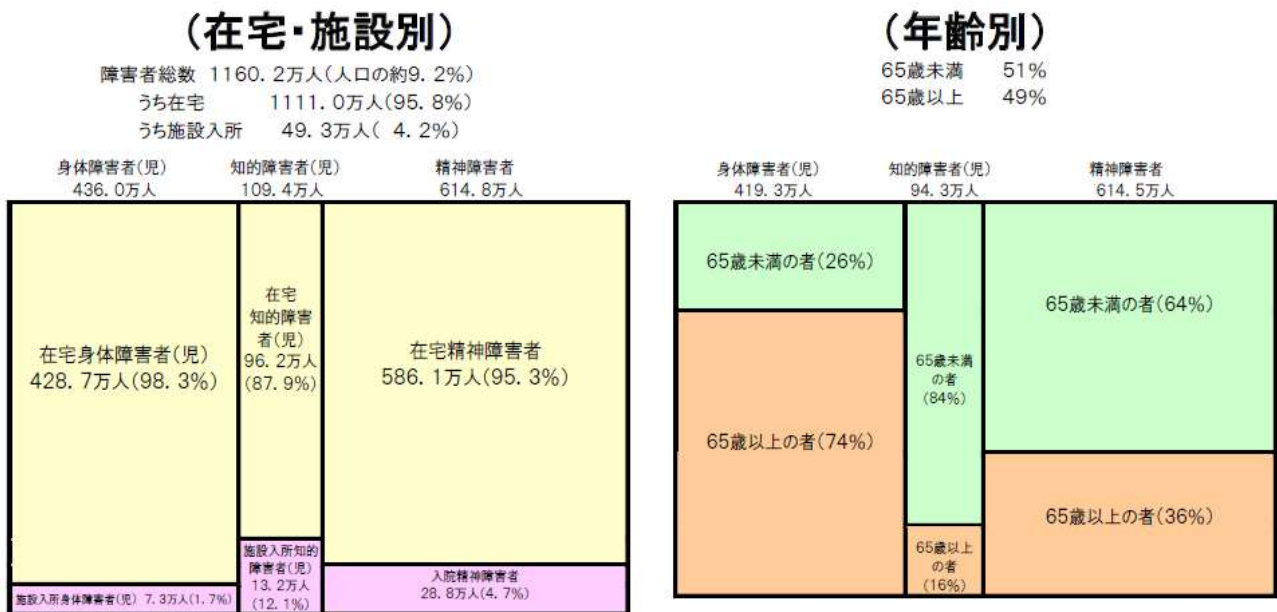 (在宅・施設別)
障害者総数 1160.2万人(人口の約9.2%)
うち在宅 1111.0万人(95.8%)
うち施設入所 49.3万人( 4.2%)
身体障害者(児)
436.0万人
知的障害者(児)
109.4万人
精神障害者
614.8万人
在宅身体障害者(児)
428.7万人(98.3%)
在宅
知的障害
者(児)
96.2万人
(87.9%)
在宅精神障害者
586.1万人(95.3%)
施設入所身体障害者(児) 7.3万人(1.7%)
施設入所知的
障害者(児)
13.2万人
(12.1%)
入院精神障害者
28.8万人(4.7%)
(年齢別)
65歳未満 51%
65歳以上 49%
身体障害者(児)
419.3万人
知的障害者(児)
94.3万人
精神障害者
614.5万人
65歳未満の者(26%)
65歳以上の者(74%)
65歳未満
の者
(84%)
65歳以上
の者
(16%)
65歳未満の者(64%)
65歳以上の者(36%)